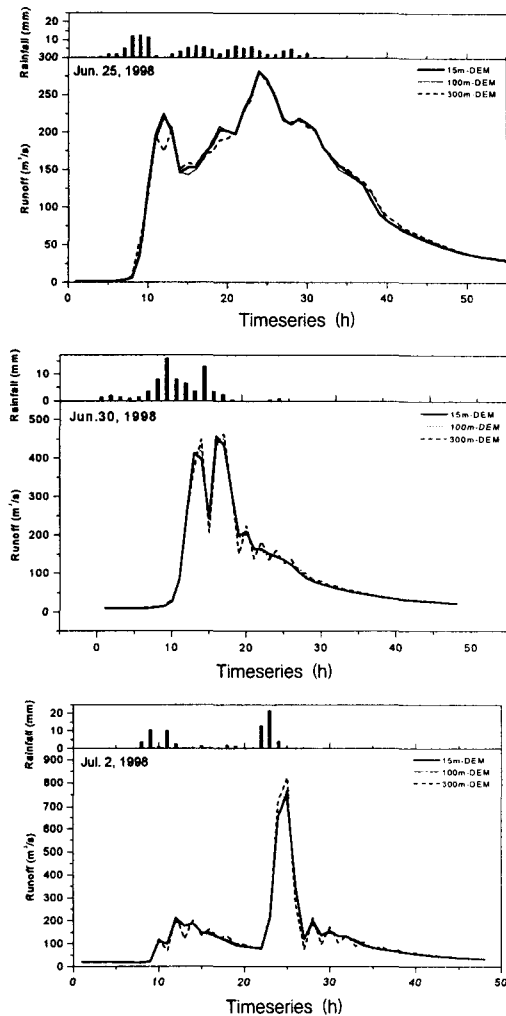 Rainfall (mm)
20
15
10
5
0
300
Jun. 25, 1998
15m-DEM
100m-DEM
300m-DEM
Runoff (m³/s)
250
200
150
100
50
0
0 10 20 30 40 50
Timeseries (h)
Rainfall (mm)
10
0
500
Jun. 30, 1998
15m-DEM
100m-DEM
300m-DEM
Runoff (m³/s)
400
300
200
100
0
0 10 20 30 40 50
Timeseries (h)
Rainfall (mm)
20
10
0
900
Jul. 2, 1998
15m-DEM
100m-DEM
300m-DEM
Runoff (m³/s)
800
700
600
500
400
300
200
100
0
0 10 20 30 40 50
Timeseries (h)